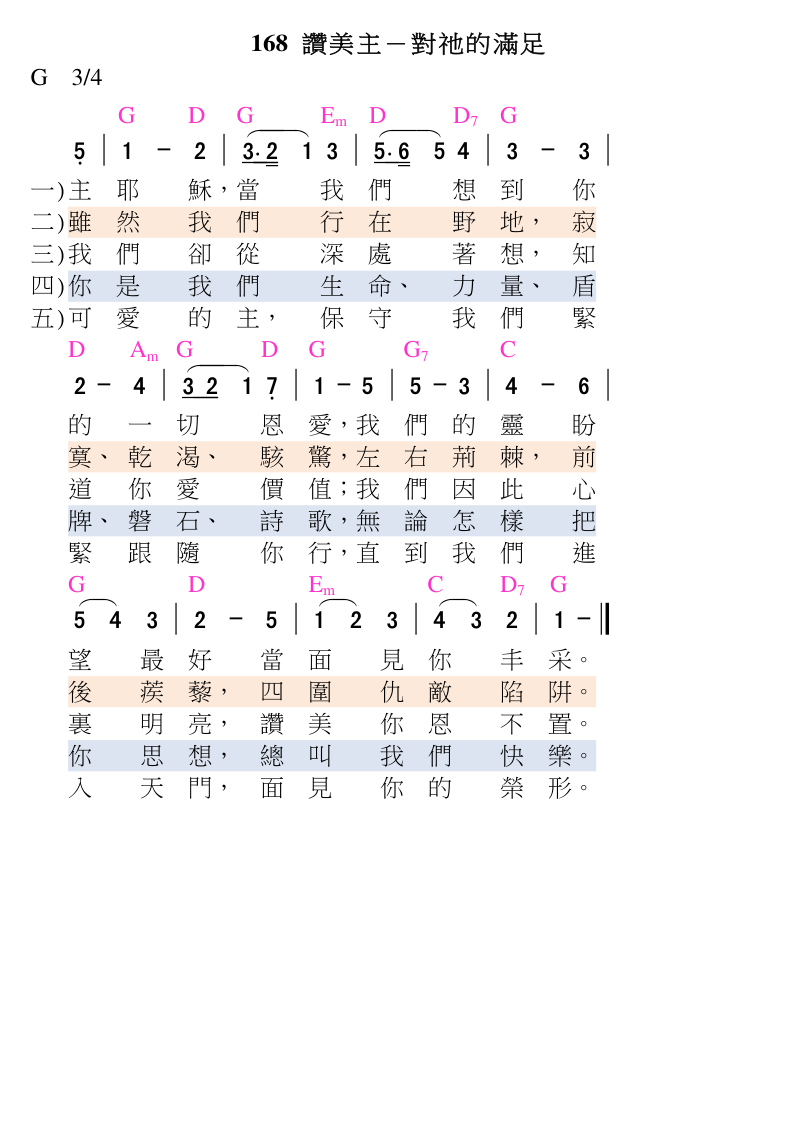 168 讚美主－對祂的滿足
G 3/4
G D G Em D D7 G
5 | 1 － 2 | 3· 2 1 3 | 5· 6 5 4 | 3 － 3 |
一)主 耶 穌，當 我 們 想 到 你
二)雖 然 我 們 行 在 野 地， 寂
三)我 們 卻 從 深 處 著 想， 知
四)你 是 我 們 生 命、 力 量、 盾
五)可 愛 的 主， 保 守 我 們 緊
D Am G D G G7 C
2 － 4 | 3 2 1 7 | 1 － 5 | 5 － 3 | 4 － 6 |
的 一 切 恩 愛，我 們 的 靈 盼
寞、 乾 渴、 駭 驚，左 右 荊 棘， 前
道 你 愛 價 值；我 們 因 此 心
牌、 磐 石、 詩 歌，無 論 怎 樣 把
緊 跟 隨 你 行，直 到 我 們 進
G D Em C D7 G
5 4 3 | 2 － 5 | 1 2 3 | 4 3 2 | 1 － ||
望 最 好 當 面 見 你 丰 采。
後 蒺 藜， 四 圍 仇 敵 陷 阱。
裏 明 亮， 讚 美 你 恩 不 置。
你 思 想， 總 叫 我 們 快 樂。
入 天 門， 面 見 你 的 榮 形。